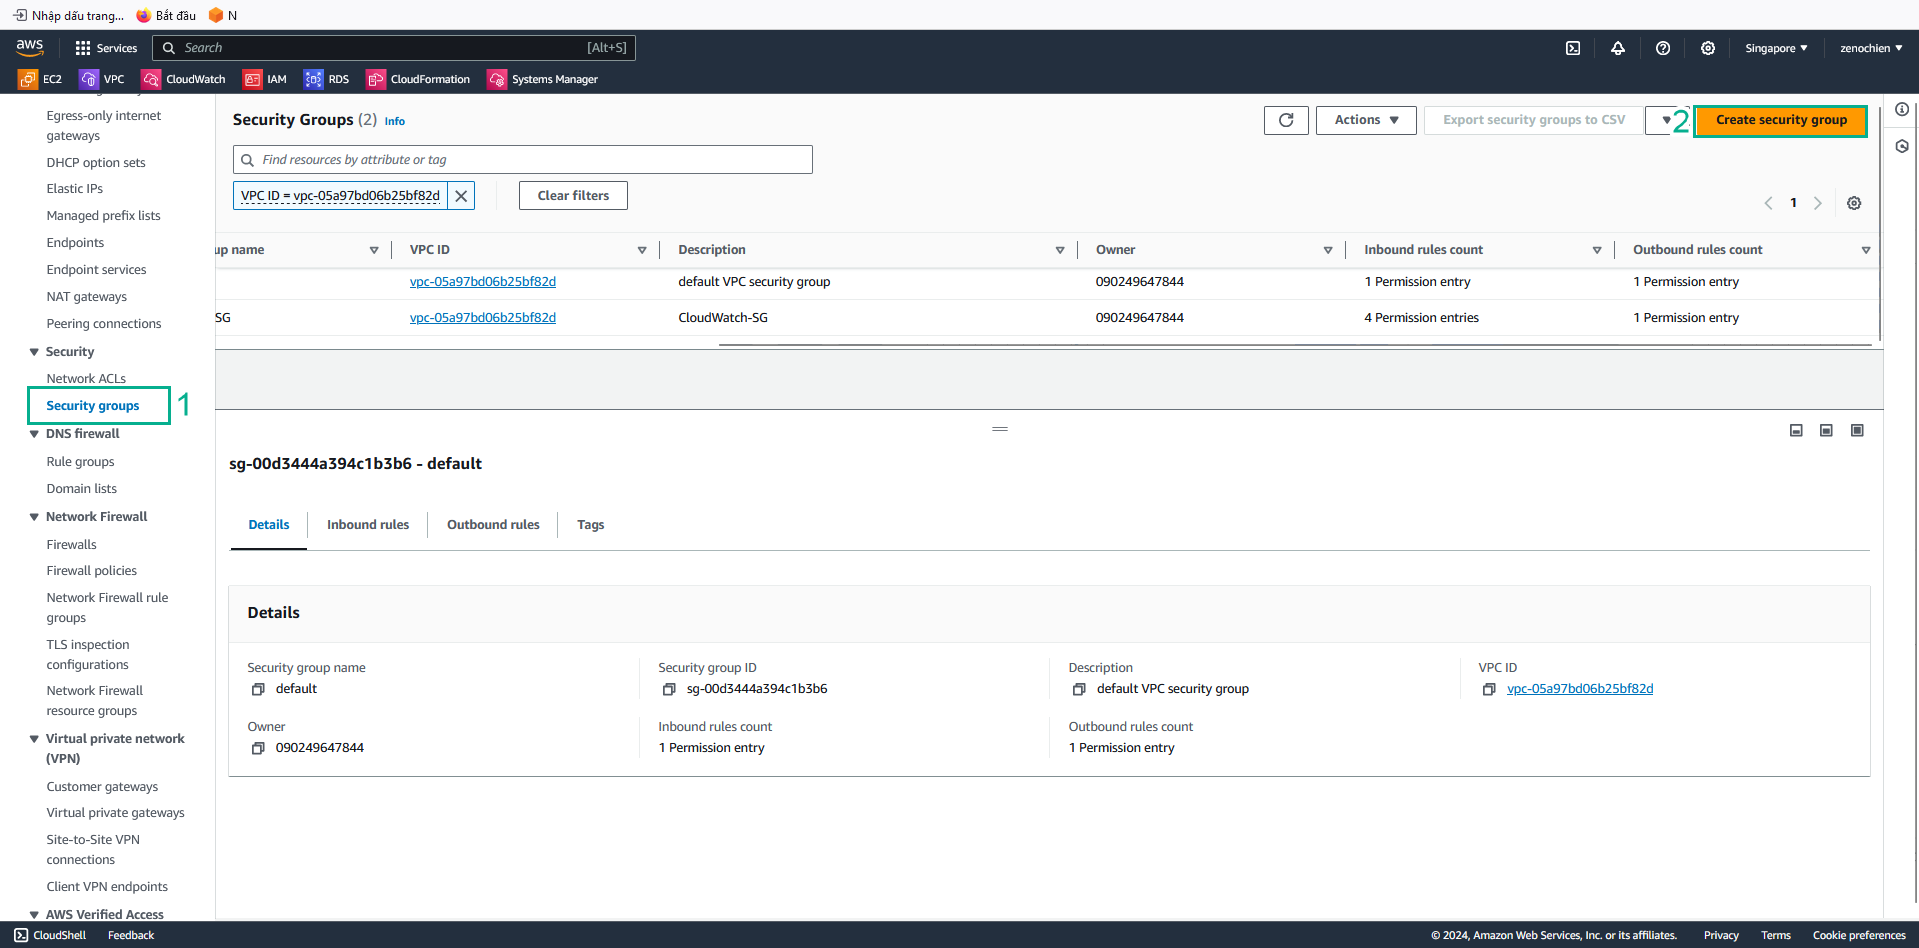 Nhập dấu trang... Bắt đầu N
aws Services Search [Alt+S] Singapore ▼ zenochien ▼
EC2 VPC CloudWatch IAM RDS CloudFormation Systems Manager
Egress-only internet
gateways
DHCP option sets
Elastic IPs
Managed prefix lists
Endpoints
Endpoint services
NAT gateways
Peering connections
Security
Network ACLs
Security groups 1
DNS firewall
Rule groups
Domain lists
Network Firewall
Firewalls
Firewall policies
Network Firewall rule
groups
TLS inspection
configurations
Network Firewall
resource groups
Virtual private network
(VPN)
Customer gateways
Virtual private gateways
Site-to-Site VPN
connections
Client VPN endpoints
AWS Verified Access
Security Groups (2) Info
Actions Export security groups to CSV 2 Create security group
Find resources by attribute or tag
VPC ID = vpc-05a97bd06b25bf82d Clear filters
1
up name VPC ID Description Owner Inbound rules count Outbound rules count
vpc-05a97bd06b25bf82d default VPC security group 090249647844 1 Permission entry 1 Permission entry
SG vpc-05a97bd06b25bf82d CloudWatch-SG 090249647844 4 Permission entries 1 Permission entry
sg-00d3444a394c1b3b6 - default
Details Inbound rules Outbound rules Tags
Details
Security group name Security group ID Description VPC ID
default sg-00d3444a394c1b3b6 default VPC security group vpc-05a97bd06b25bf82d
Owner Inbound rules count Outbound rules count
090249647844 1 Permission entry 1 Permission entry
CloudShell Feedback © 2024, Amazon Web Services, Inc. or its affiliates. Privacy Terms Cookie preferences